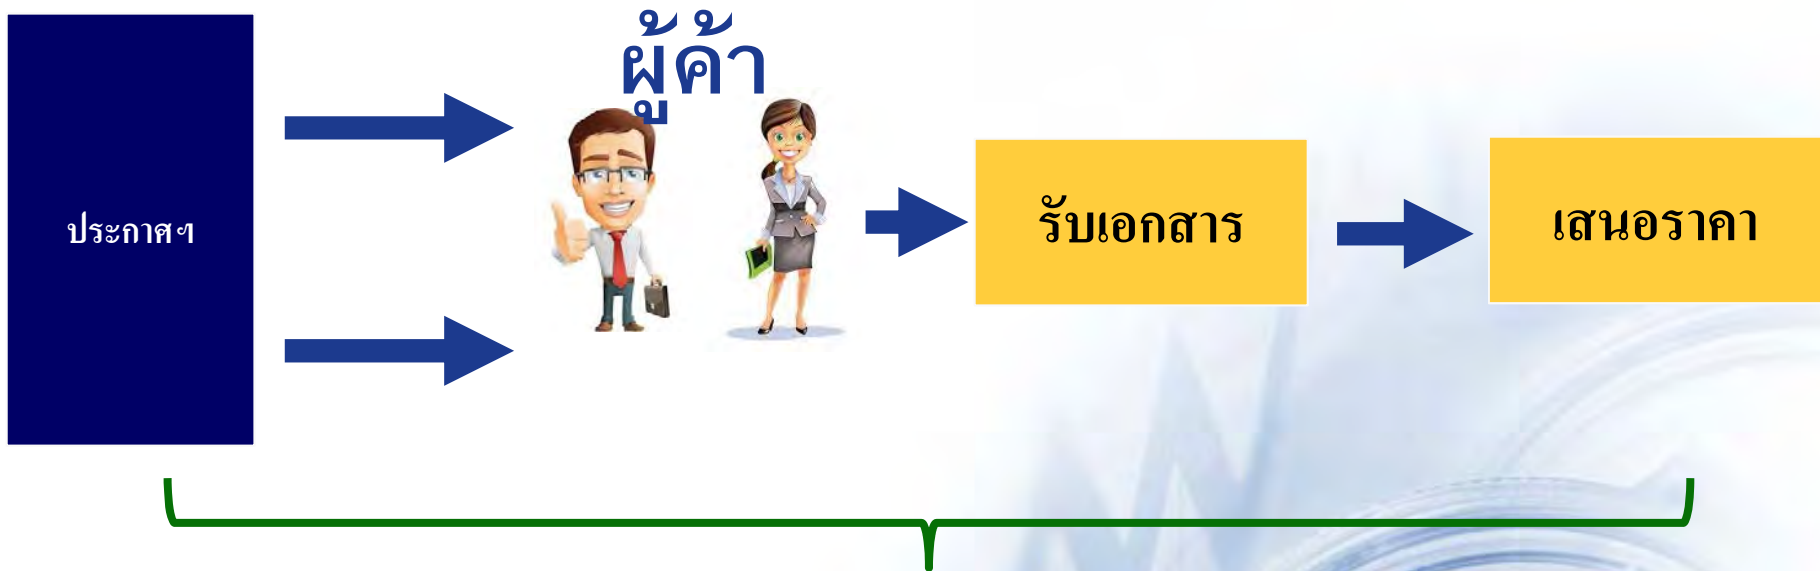 ผู้ค้า
ประกาศฯ
รับเอกสาร
เสนอราคา